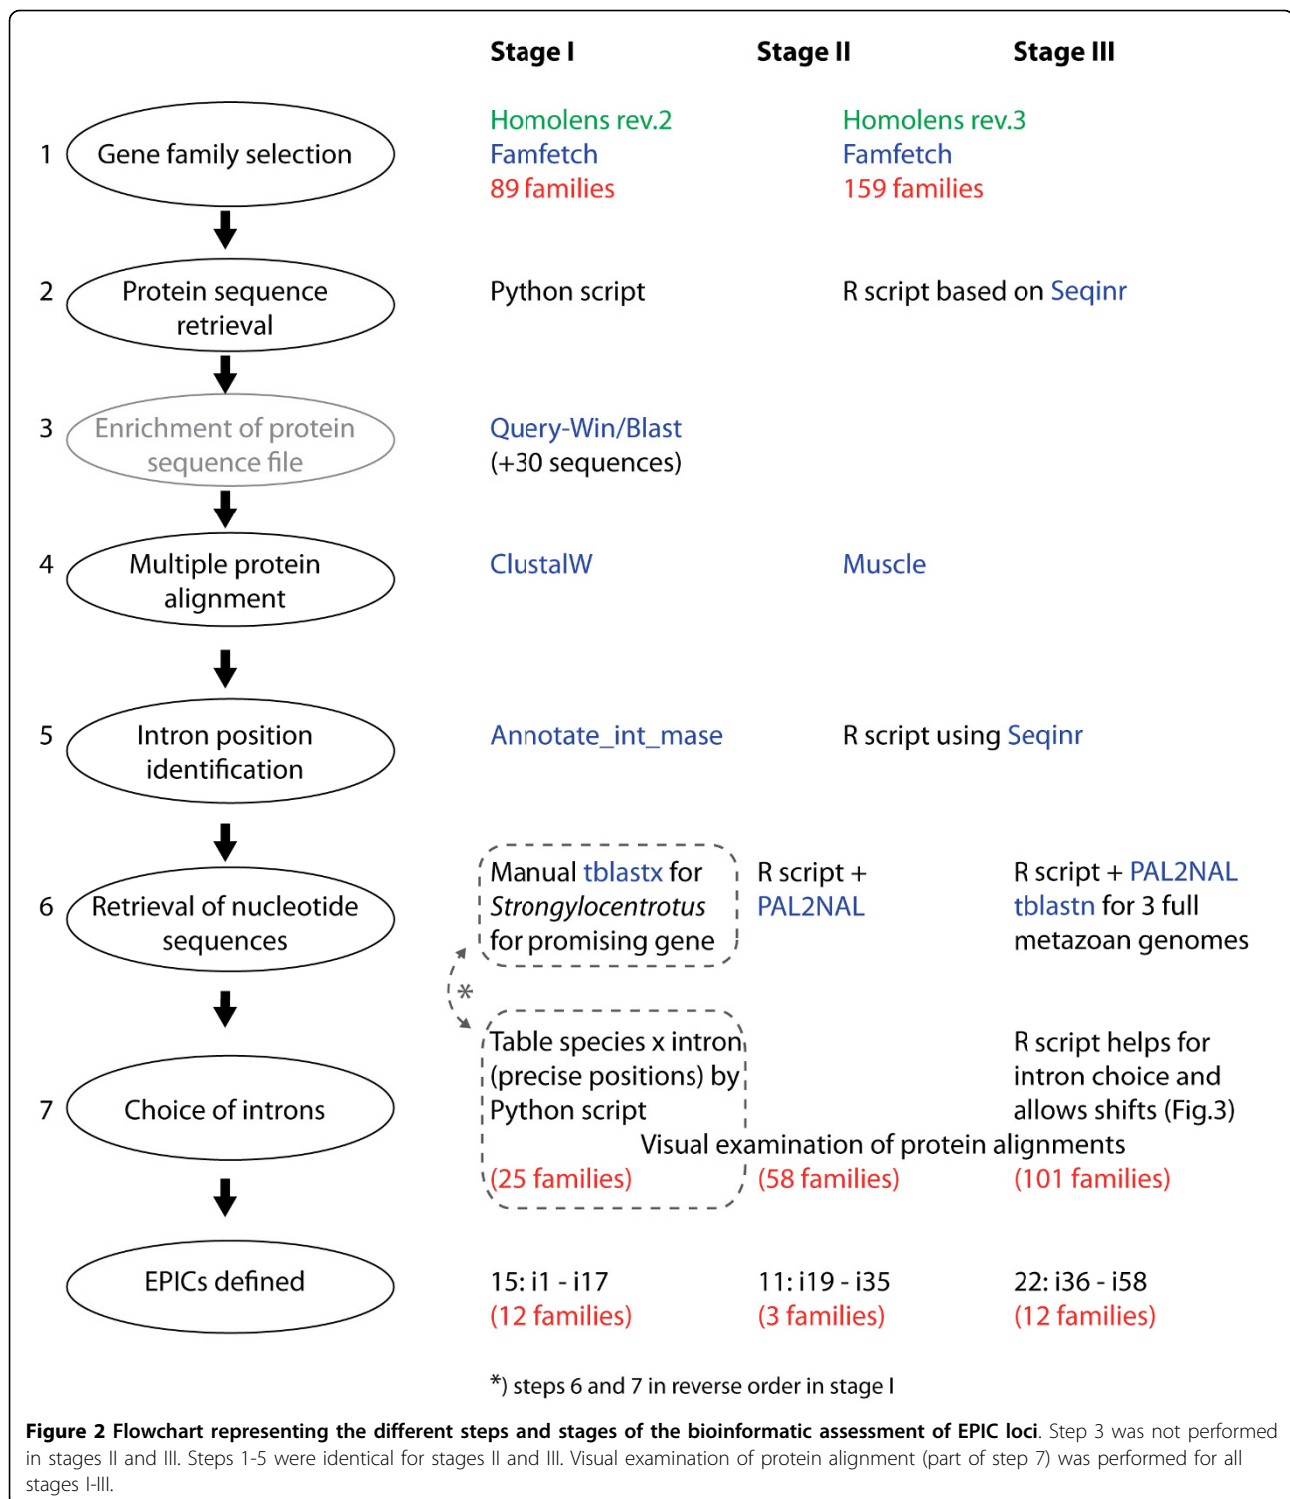 Stage I Stage II Stage III
1 Gene family selection
Homolens rev.2
Famfetch
89 families
Homolens rev.3
Famfetch
159 families
2 Protein sequence
retrieval
Python script
R script based on Seqinr
3 Enrichment of protein
sequence file
Query-Win/Blast
(+30 sequences)
4 Multiple protein
alignment
ClustalW
Muscle
5 Intron position
identification
Annotate_int_mase
R script using Seqinr
6 Retrieval of nucleotide
sequences
Manual tblastx for
Strongylocentrotus
for promising gene
R script +
PAL2NAL
R script + PAL2NAL
tblastn for 3 full
metazoan genomes
*
7 Choice of introns
Table species x intron
(precise positions) by
Python script
R script helps for
intron choice and
allows shifts (Fig.3)
Visual examination of protein alignments
(25 families) (58 families) (101 families)
EPICs defined
15: i1 - i17
(12 families)
11: i19 - i35
(3 families)
22: i36 - i58
(12 families)
*) steps 6 and 7 in reverse order in stage I
Figure 2 Flowchart representing the different steps and stages of the bioinformatic assessment of EPIC loci. Step 3 was not performed
in stages II and III. Steps 1-5 were identical for stages II and III. Visual examination of protein alignment (part of step 7) was performed for all
stages I-III.